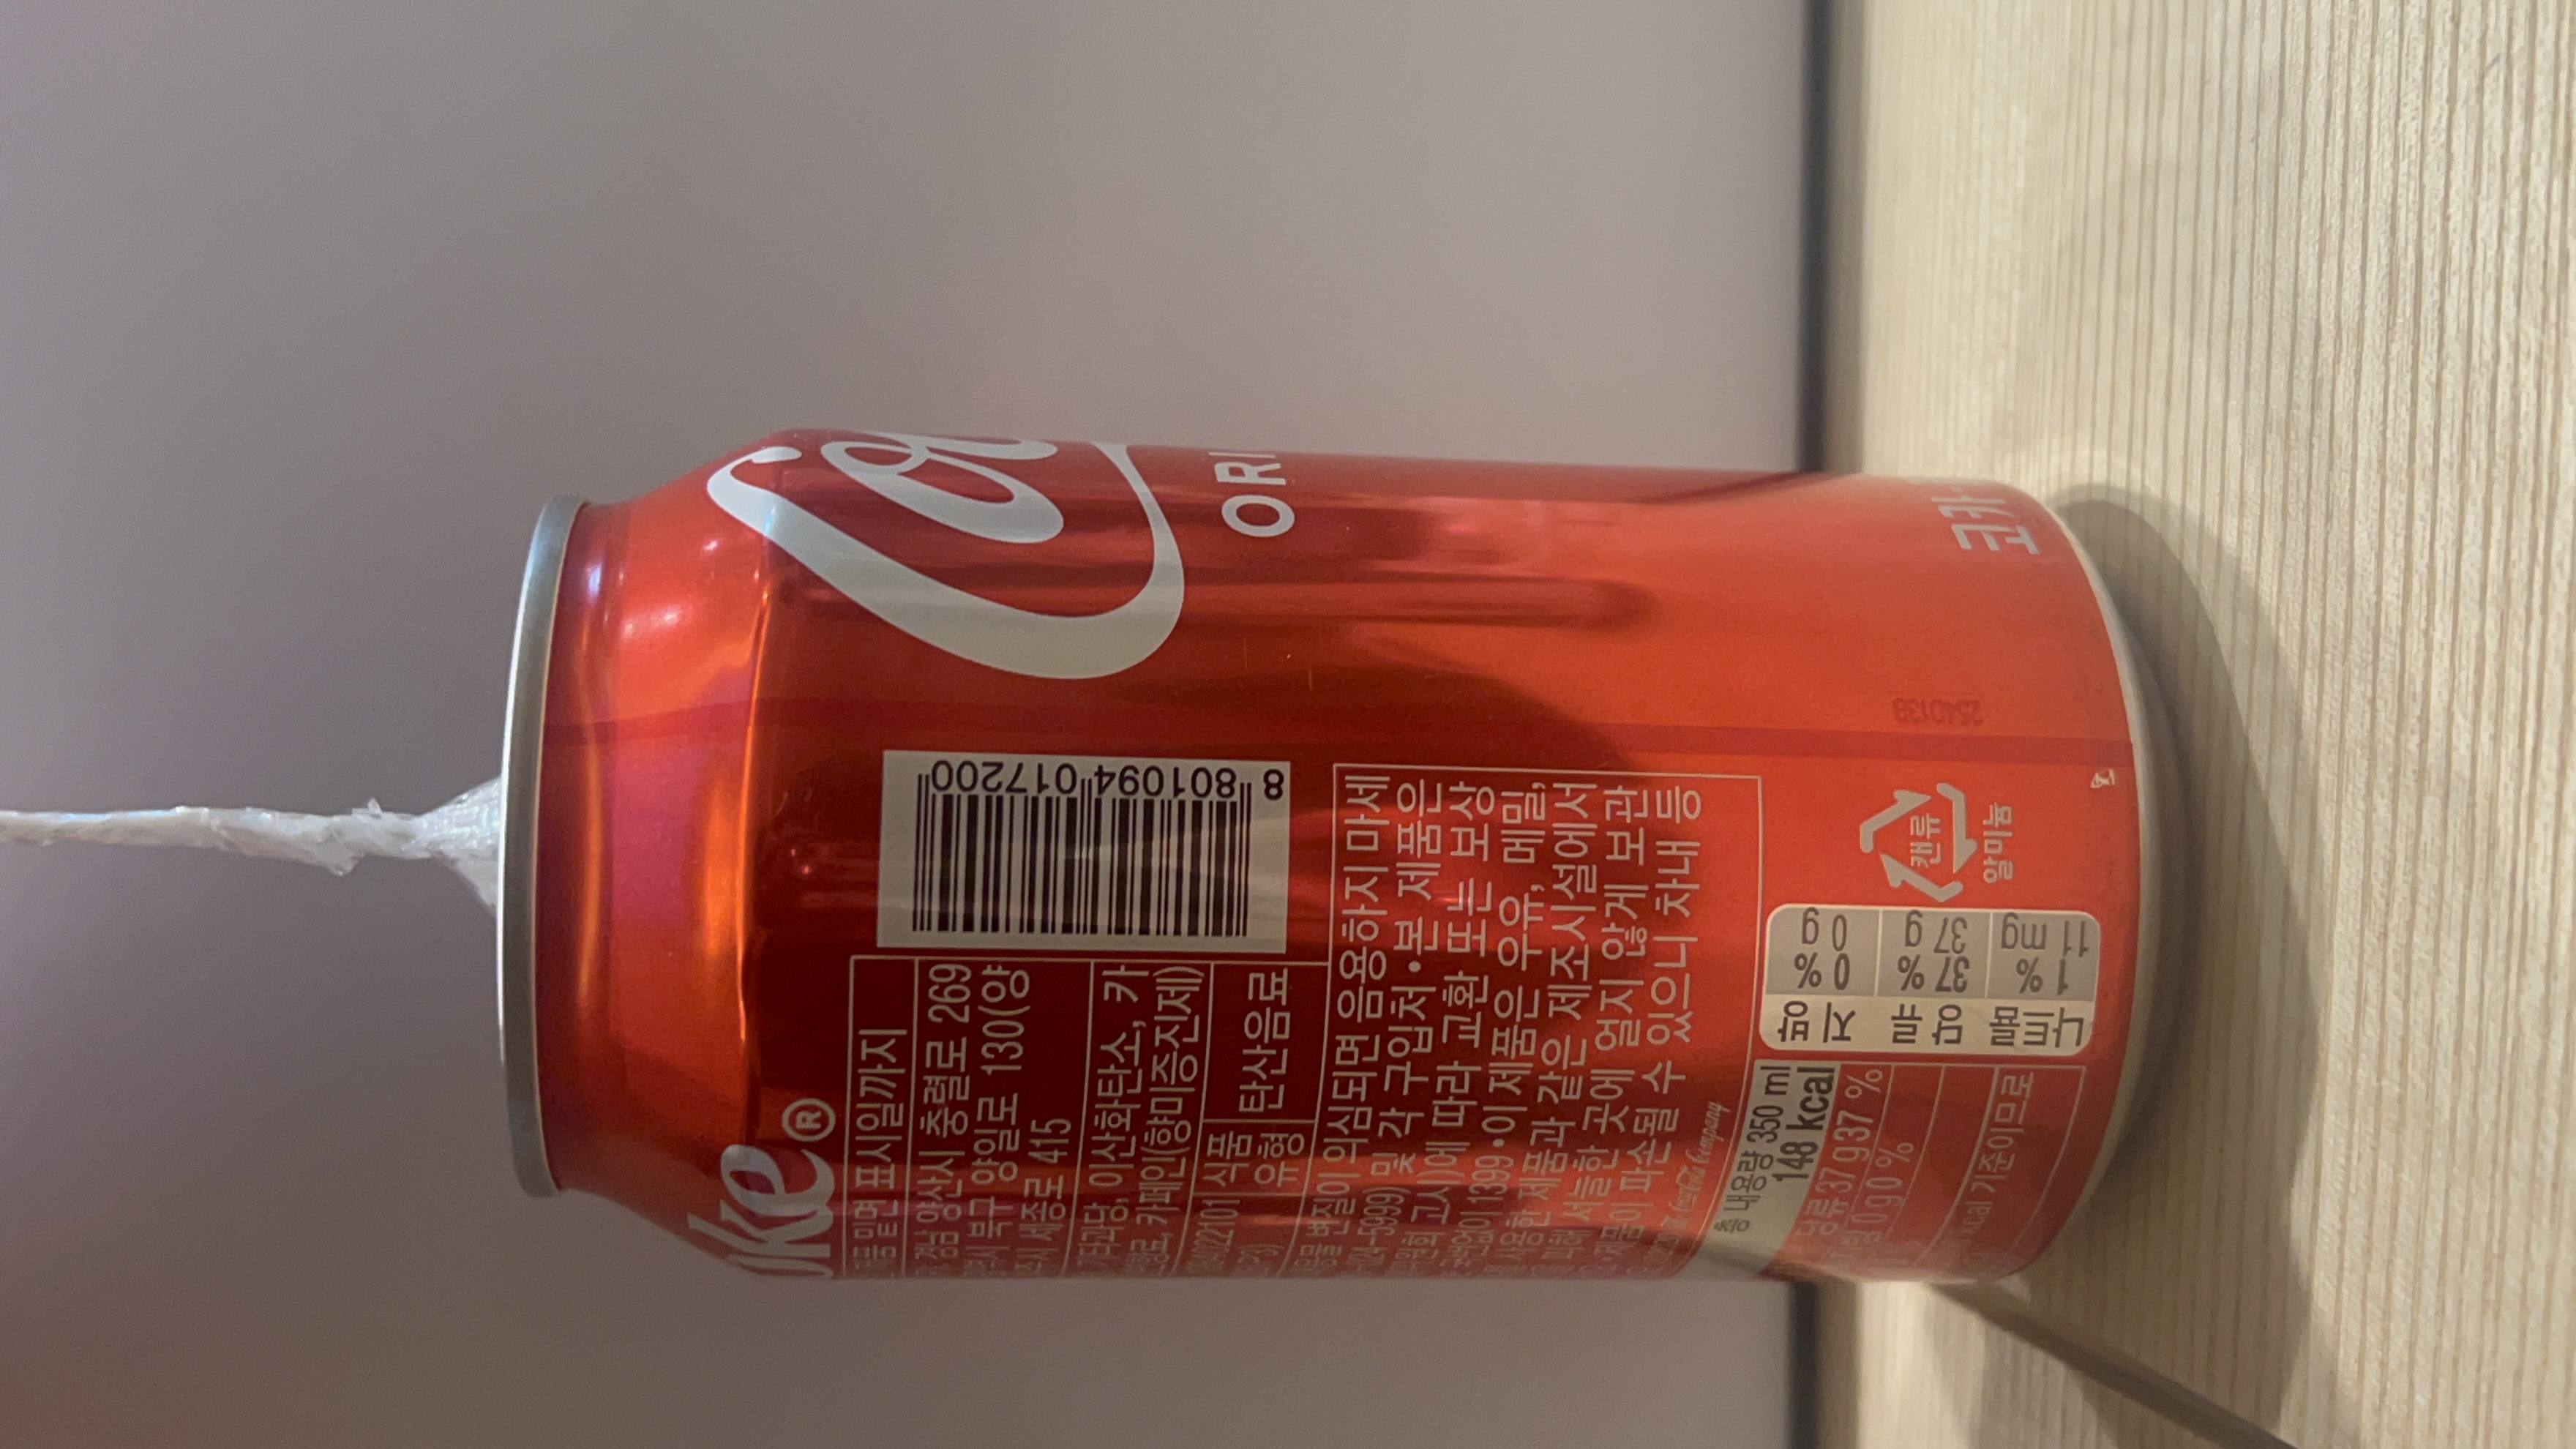 oke®
제품 밑면 표시일까지
경남 양산시 충렬로 269
북구 양일로 130(양
세종로 415
기타과당, 이산화탄소, 카
카페인(향미증진제)
식품
유형
탄산음료
8 801094 017200
변질이 의심되면 음용하지 마세
24-5999) 및 각 구입처 •본 제품은
고시)에 따라 교환 또는 보상
국번없이 1399 •이 제품은 우유, 메밀,
사용한 제품과 같은 제조시설에서
피해 서늘한 곳에 얼지 않게 보관
•제품이 파손될 수 있으니 차내 등
Coca-Cola Company
총 내용량 350 ml
148 kcal
당류 37 g 37 %
0 g 0 %
kcal 기준이므로
나트륨 당류 지방
1 % 37 % 0 %
11 mg 37 g 0 g
캔류
알미늄
Co
ORI
코카